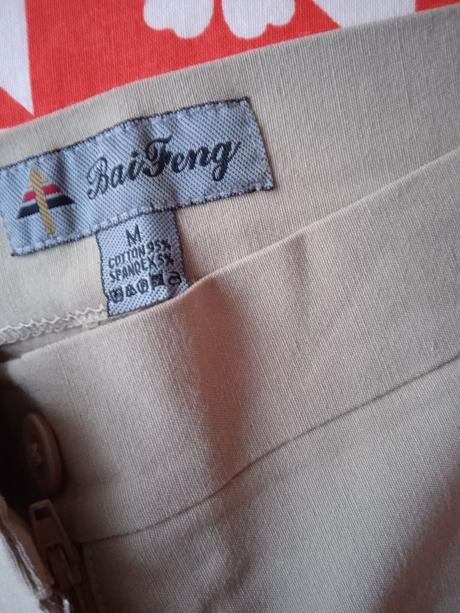 BaiFeng
M
COTTON 95%
SPANDEX 5%